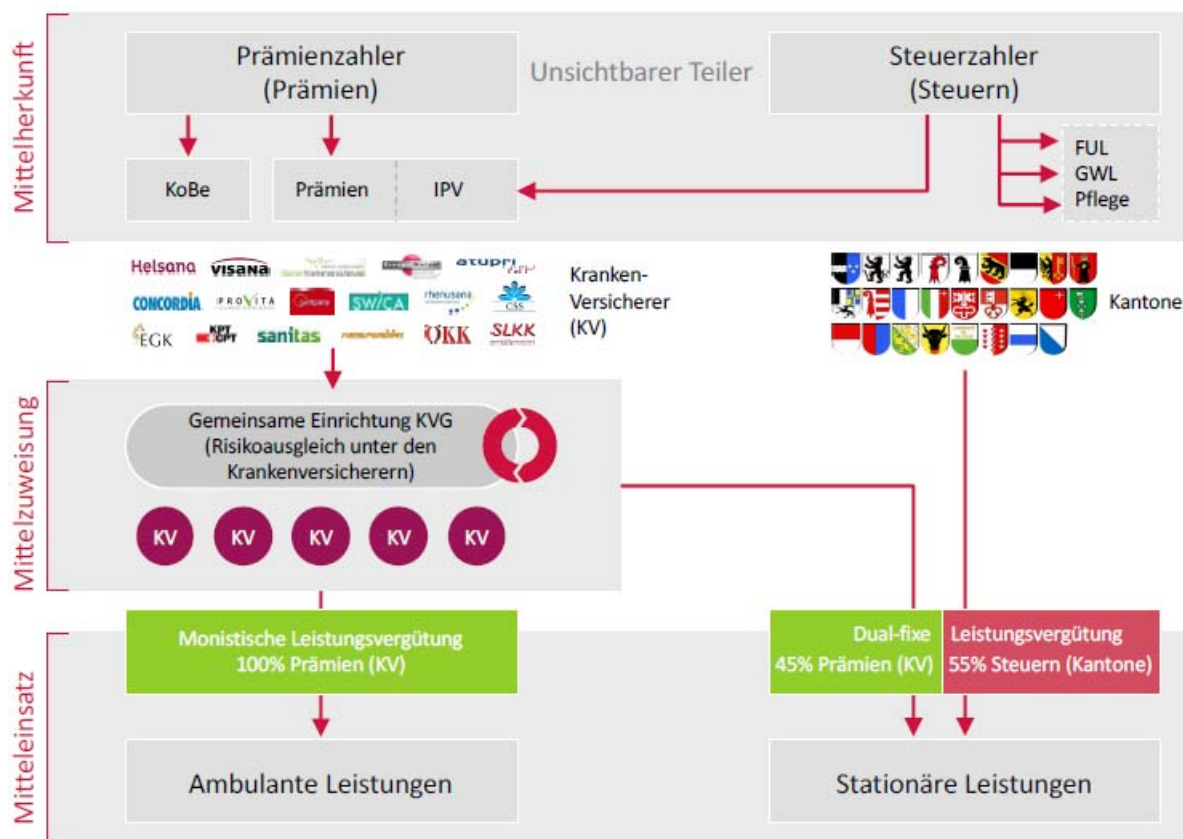 Mittelherkunft
Prämienzahler
(Prämien)
Unsichtbarer Teiler
Steuerzahler
(Steuern)
KoBe
Prämien
IPV
FUL
GWL
Pflege
Helsana
VISANA
atupri
CONCORDIA
PROVITA
SWICA
rhenusana
CSS
EGK
KPT
CPT
sanitas
ÖKK
SLKK
Kranken-
Versicherer
(KV)
Kantone
Mittelzuweisung
Gemeinsame Einrichtung KVG
(Risikoausgleich unter den
Krankenversicherern)
KV
KV
KV
KV
KV
Mitteleinsatz
Monistische Leistungsvergütung
100% Prämien (KV)
Dual-fixe
45% Prämien (KV)
Leistungsvergütung
55% Steuern (Kantone)
Ambulante Leistungen
Stationäre Leistungen